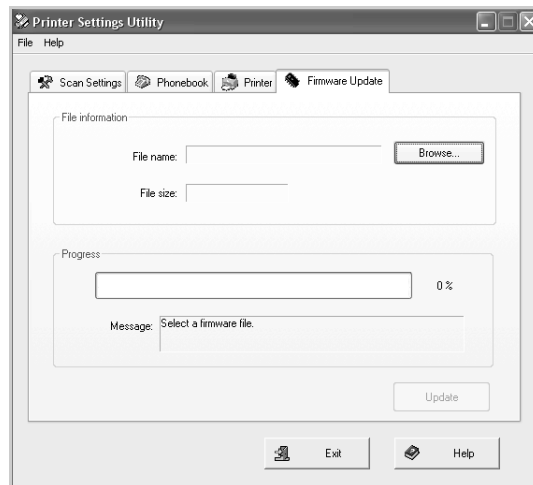 Printer Settings Utility
File Help
Scan Settings Phonebook Printer Firmware Update
File information
File name: Browse...
File size:
Progress
0 %
Message: Select a firmware file.
Update
Exit Help